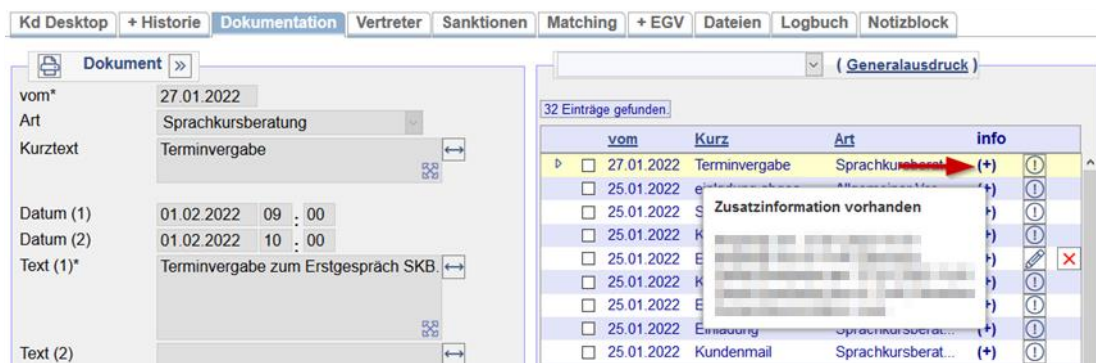 Kd Desktop + Historie Dokumentation Vertreter Sanktionen Matching + EGV Dateien Logbuch Notizblock
Dokument »
vom* 27.01.2022
Art Sprachkursberatung
Kurztext Terminvergabe
Datum (1) 01.02.2022 09 : 00
Datum (2) 01.02.2022 10 : 00
Text (1)* Terminvergabe zum Erstgespräch SKB.
Text (2)
( Generalausdruck )
32 Einträge gefunden.
vom Kurz Art info
27.01.2022 Terminvergabe (+)
25.01.2022
25.01.2022 S
25.01.2022 K
25.01.2022 E
25.01.2022 K
25.01.2022 E
25.01.2022 Einladung Sprachkursberat... (+)
25.01.2022 Kundenmail Sprachkursberat... (+)
Zusatzinformation vorhanden